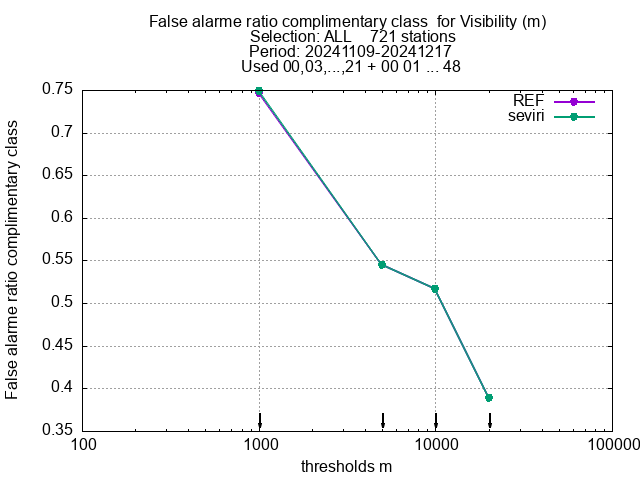 False alarme ratio complimentary class  for Visibility (m)
Selection: ALL    721 stations
Period: 20241109-20241217
Used 00,03,...,21 + 00 01 ... 48
REF
seviri
False alarme ratio complimentary class
0.75
0.7
0.65
0.6
0.55
0.5
0.45
0.4
0.35
100
1000
10000
100000
thresholds m